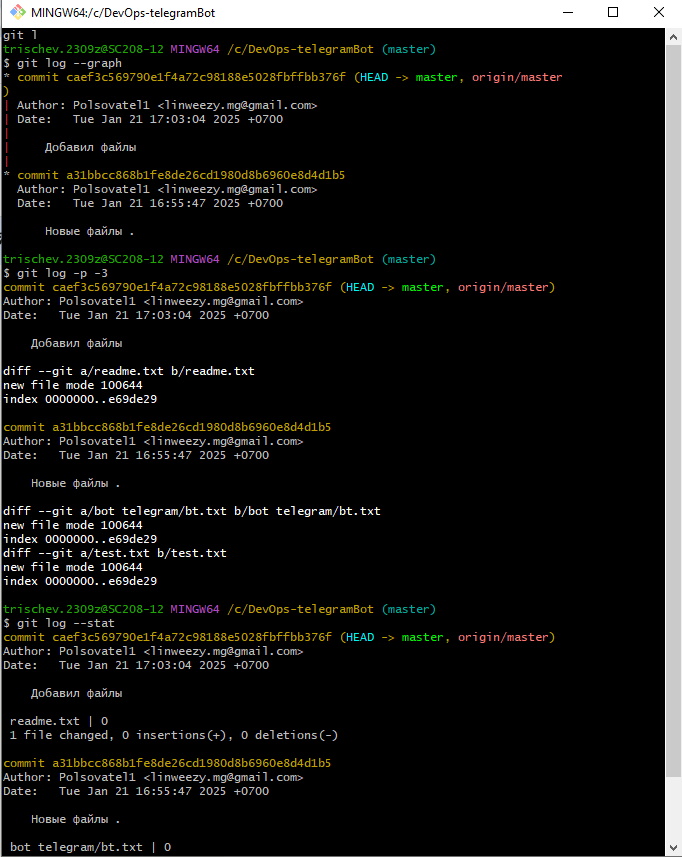 MINGW64:/c/DevOps-telegramBot
git l
trischev.23O9z@SC208-12 MINGW64 /c/DevOps-telegramBot (master)
$ git log --graph
* commit caef3c569790e1f4a72c98188e5028fbffbb376f (HEAD -> master, origin/master
)
| Author: Polsovatel1 <linweezy.mg@gmail.com>
| Date:   Tue Jan 21 17:03:04 2025 +0700
|
|     Добавил файлы
|
* commit a31bbcc868b1fe8de26cd1980d8b6960e8d4d1b5
  Author: Polsovatel1 <linweezy.mg@gmail.com>
  Date:   Tue Jan 21 16:55:47 2025 +0700

      Новые файлы .

trischev.23O9z@SC208-12 MINGW64 /c/DevOps-telegramBot (master)
$ git log -p -3
commit caef3c569790e1f4a72c98188e5028fbffbb376f (HEAD -> master, origin/master)
Author: Polsovatel1 <linweezy.mg@gmail.com>
Date:   Tue Jan 21 17:03:04 2025 +0700

    Добавил файлы

diff --git a/readme.txt b/readme.txt
new file mode 100644
index 0000000..e69de29

commit a31bbcc868b1fe8de26cd1980d8b6960e8d4d1b5
Author: Polsovatel1 <linweezy.mg@gmail.com>
Date:   Tue Jan 21 16:55:47 2025 +0700

    Новые файлы .

diff --git a/bot telegram/bt.txt b/bot telegram/bt.txt
new file mode 100644
index 0000000..e69de29
diff --git a/test.txt b/test.txt
new file mode 100644
index 0000000..e69de29

trischev.23O9z@SC208-12 MINGW64 /c/DevOps-telegramBot (master)
$ git log --stat
commit caef3c569790e1f4a72c98188e5028fbffbb376f (HEAD -> master, origin/master)
Author: Polsovatel1 <linweezy.mg@gmail.com>
Date:   Tue Jan 21 17:03:04 2025 +0700

    Добавил файлы

 readme.txt | 0
 1 file changed, 0 insertions(+), 0 deletions(-)

commit a31bbcc868b1fe8de26cd1980d8b6960e8d4d1b5
Author: Polsovatel1 <linweezy.mg@gmail.com>
Date:   Tue Jan 21 16:55:47 2025 +0700

    Новые файлы .

 bot telegram/bt.txt | 0